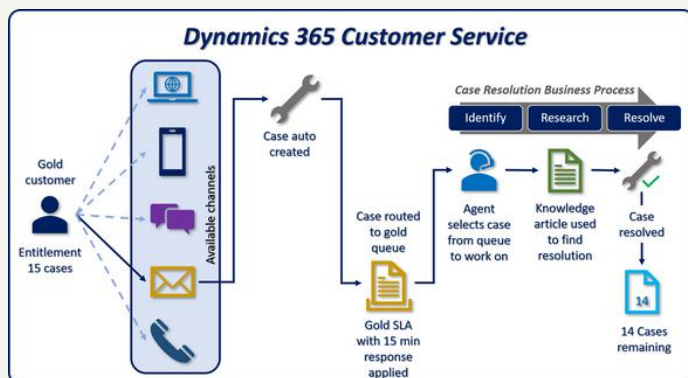 Dynamics 365 Customer Service
Gold
customer
Entitlement
15 cases
Available channels
Case auto
created
Case routed
to gold
queue
Gold SLA
with 15 min
response
applied
Case Resolution Business Process
Identify
Research
Resolve
Agent
selects case
from queue
to work on
Knowledge
article used
to find
resolution
Case
resolved
14
14 Cases
remaining